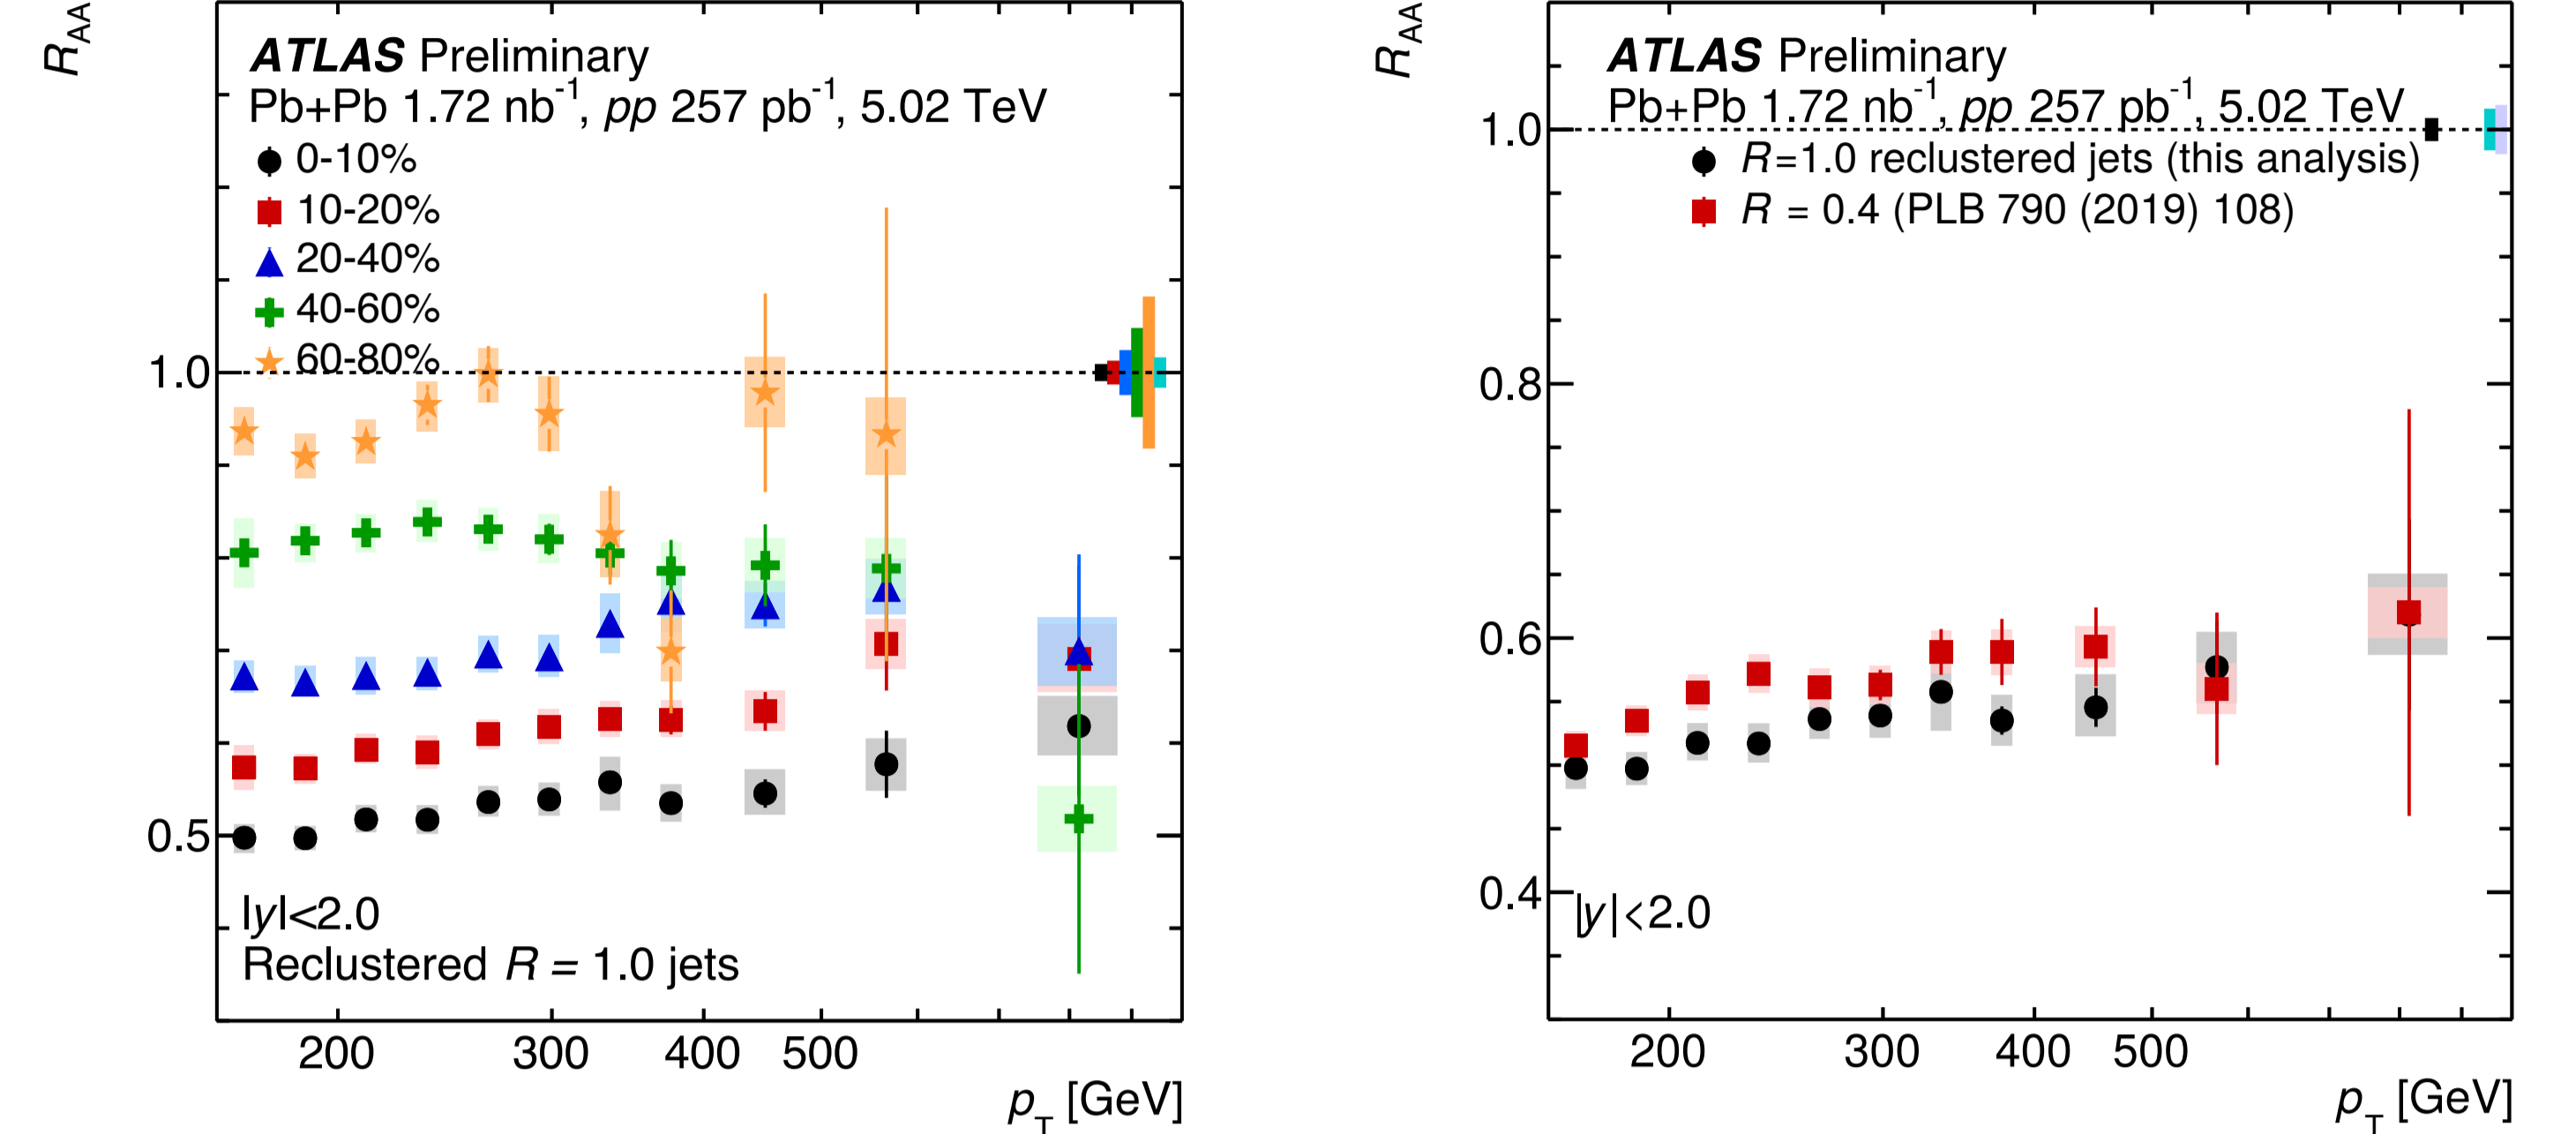 R_AA
ATLAS Preliminary
Pb+Pb 1.72 nb⁻¹, pp 257 pb⁻¹, 5.02 TeV
0-10%
10-20%
20-40%
40-60%
60-80%
1.0
0.5
|y|<2.0
Reclustered R = 1.0 jets
200 300 400 500
p_T [GeV]
R_AA
ATLAS Preliminary
Pb+Pb 1.72 nb⁻¹, pp 257 pb⁻¹, 5.02 TeV
1.0
R=1.0 reclustered jets (this analysis)
R = 0.4 (PLB 790 (2019) 108)
0.8
0.6
0.4
|y|<2.0
200 300 400 500
p_T [GeV]